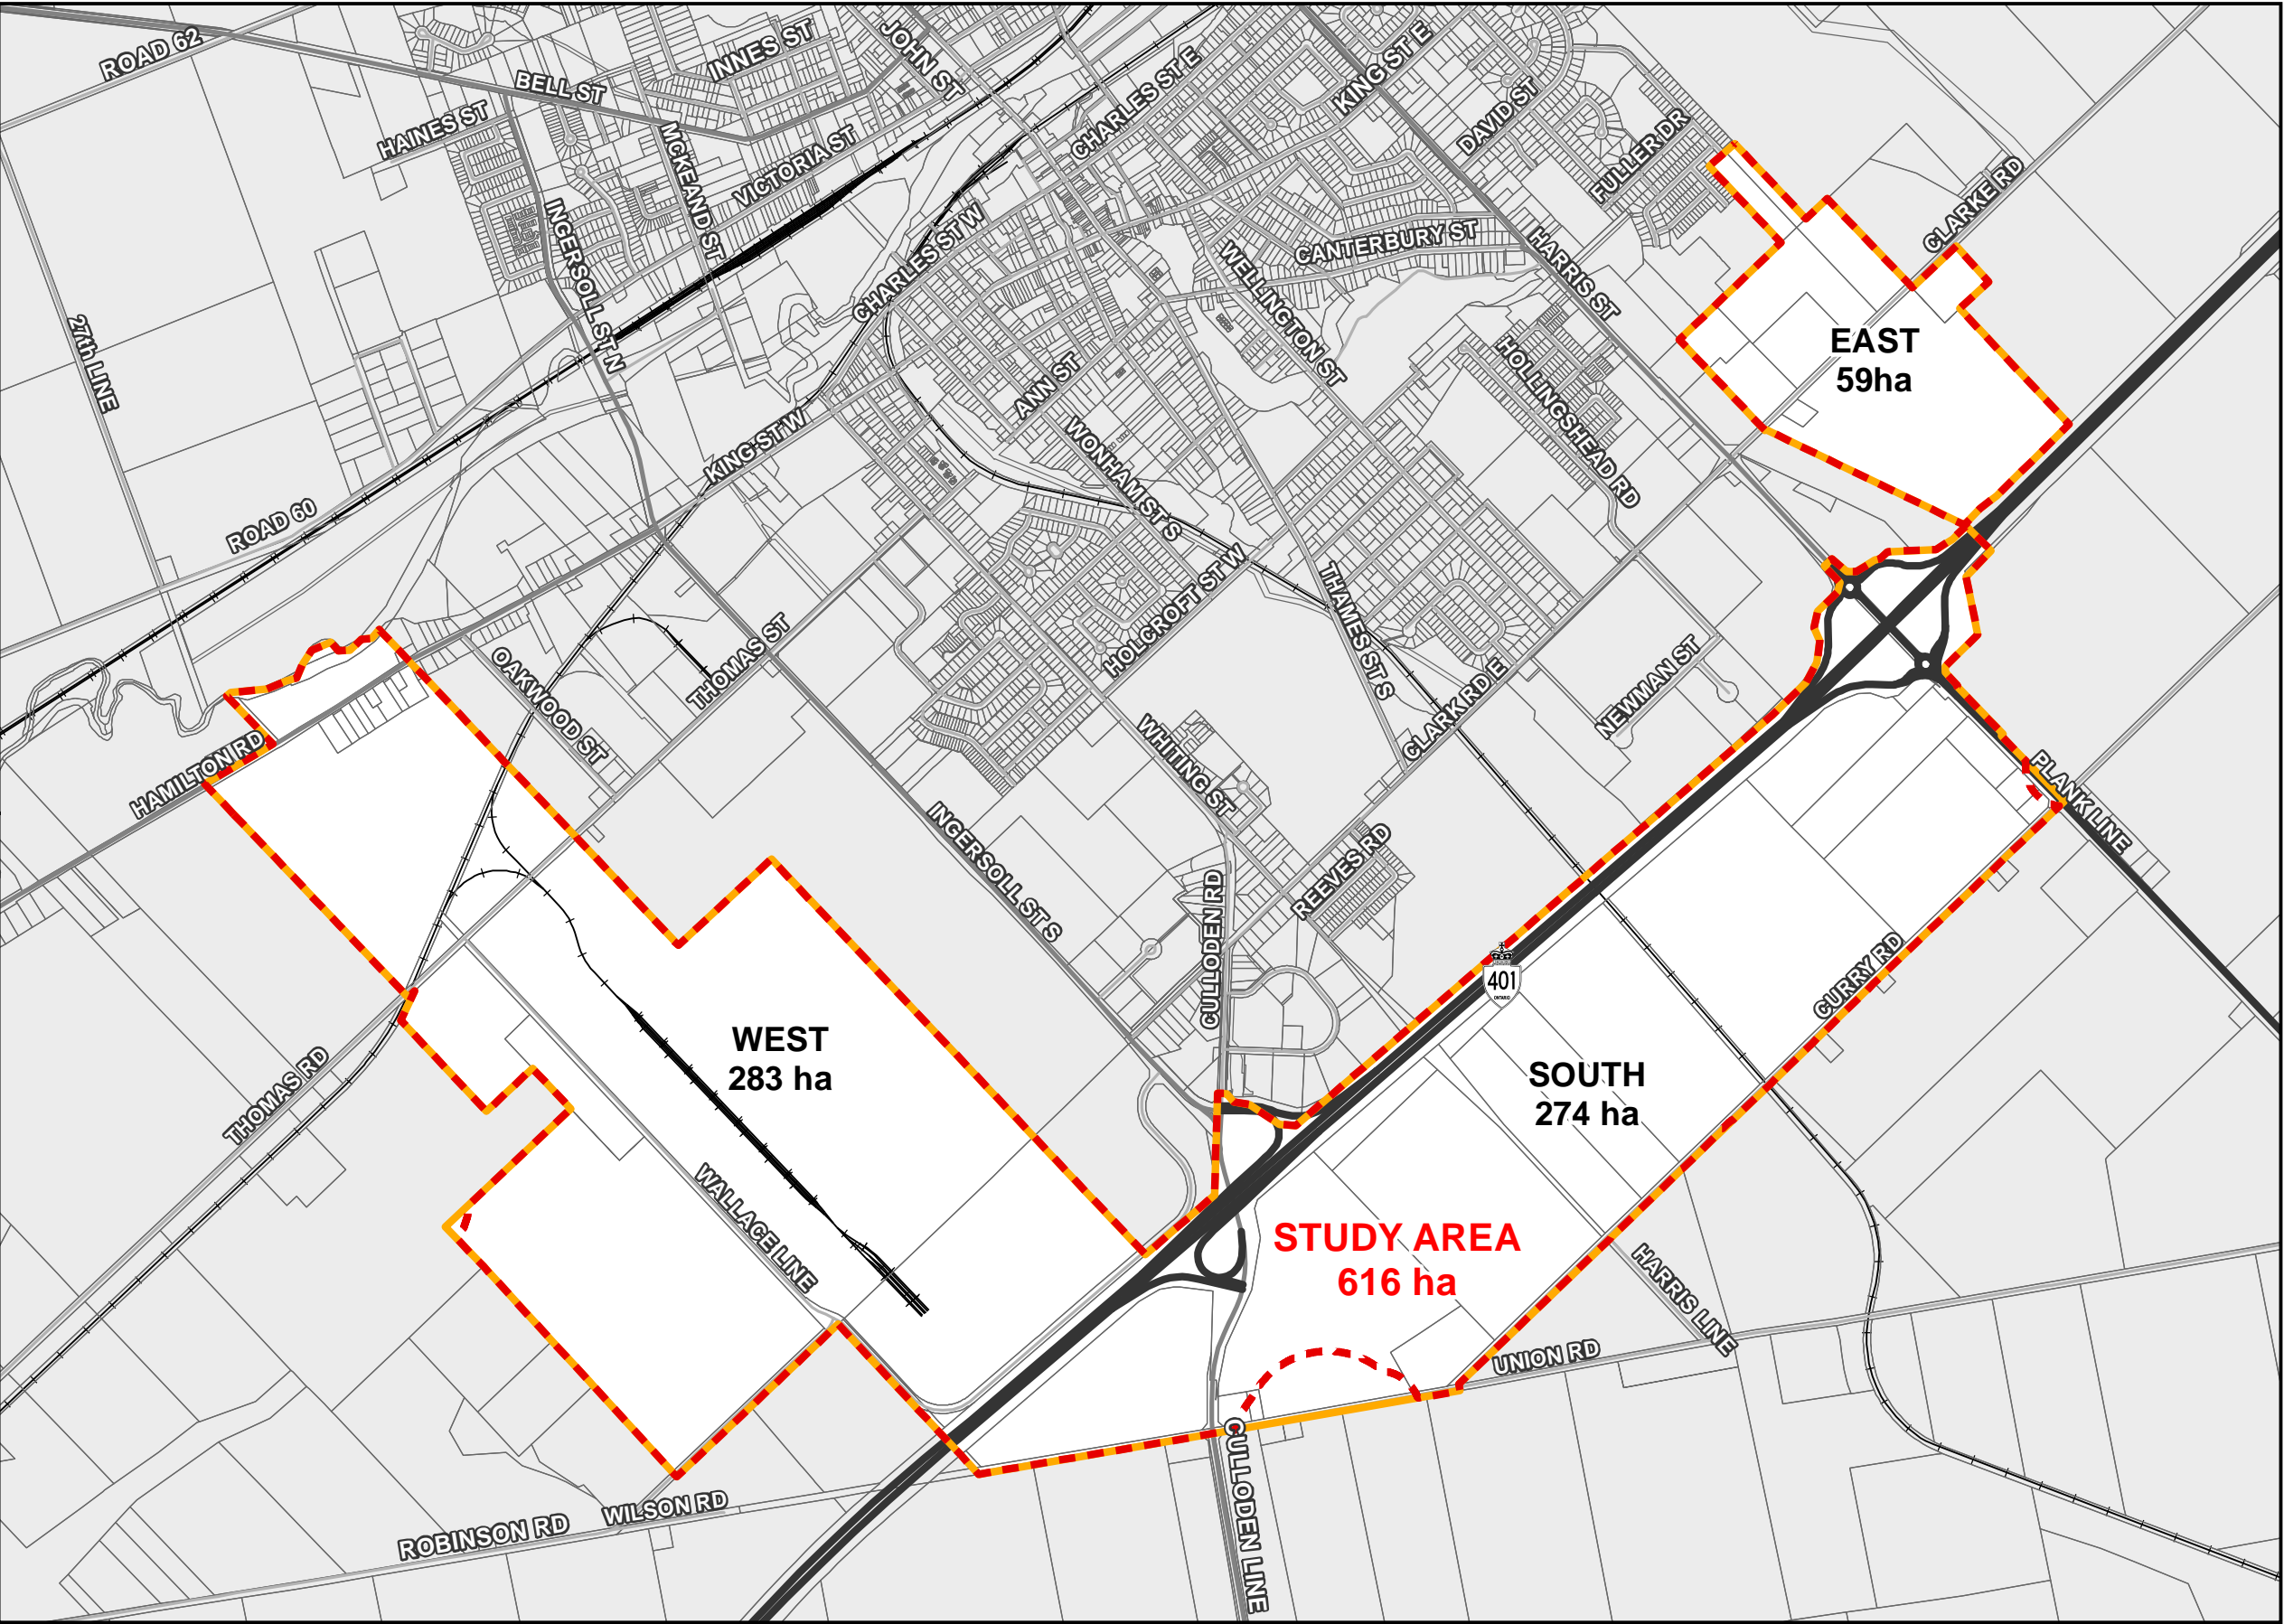 ROAD 62
INNES ST
JOHN ST
BELL ST
KING ST E
CHARLES ST E
DAVID ST
HAINES ST
FULLER DR
MCKEAND ST
VICTORIA ST
CLARKE RD
INGERSOLL ST N
CHARLES ST W
CANTERBURY ST
HARRIS ST
WELLINGTON ST
27th LINE
EAST
59ha
HOLLINGSHEAD RD
ANN ST
KING ST W
WONHAM ST S
ROAD 60
HOLCROFT ST W
THAMES ST S
THOMAS ST
OAKWOOD ST
NEWMAN ST
CLARK RD E
HAMILTON RD
WHITING ST
PLANK LINE
INGERSOLL ST S
REEVES RD
CULLODEN RD
401
ONTARIO
CURRY RD
WEST
283 ha
SOUTH
274 ha
THOMAS RD
WALLACE LINE
STUDY AREA
616 ha
HARRIS LINE
UNION RD
CULLODEN LINE
WILSON RD
ROBINSON RD